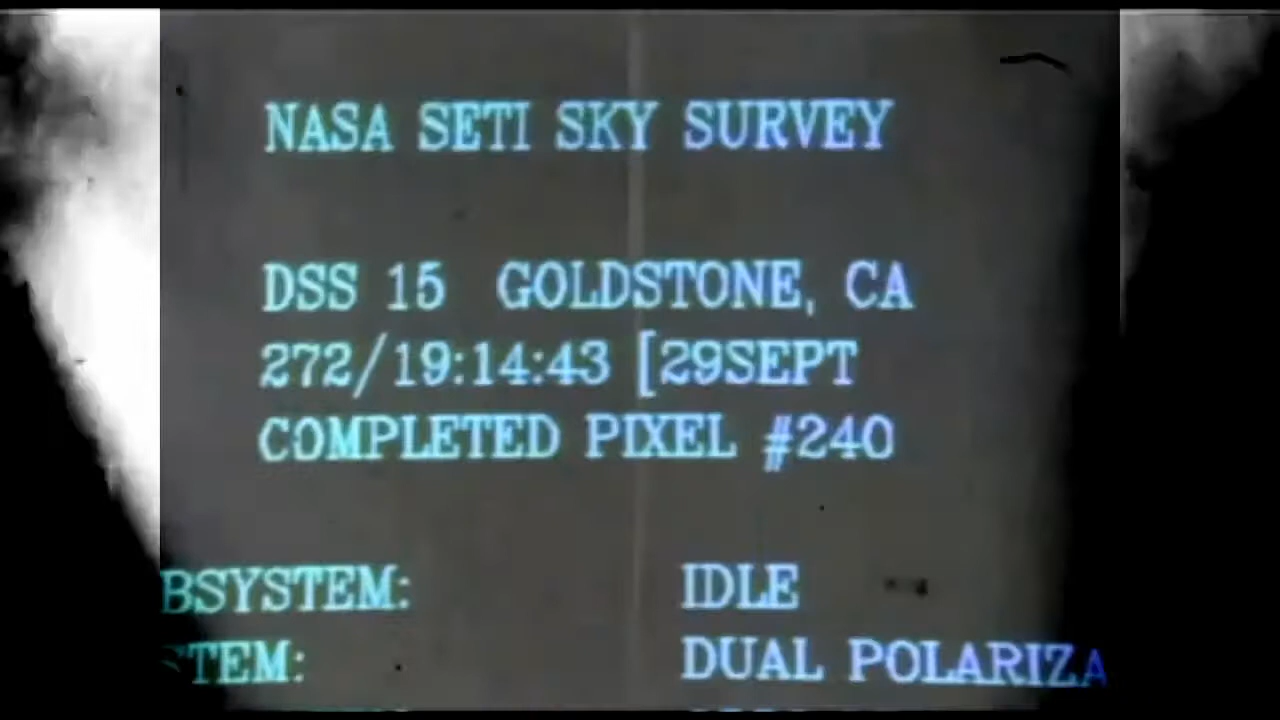 NASA SETI SKY SURVEY
DSS 15 GOLDSTONE, CA
272/19:14:43 [29SEPT
COMPLETED PIXEL #240
BSYSTEM: IDLE
STEM: DUAL POLARIZA